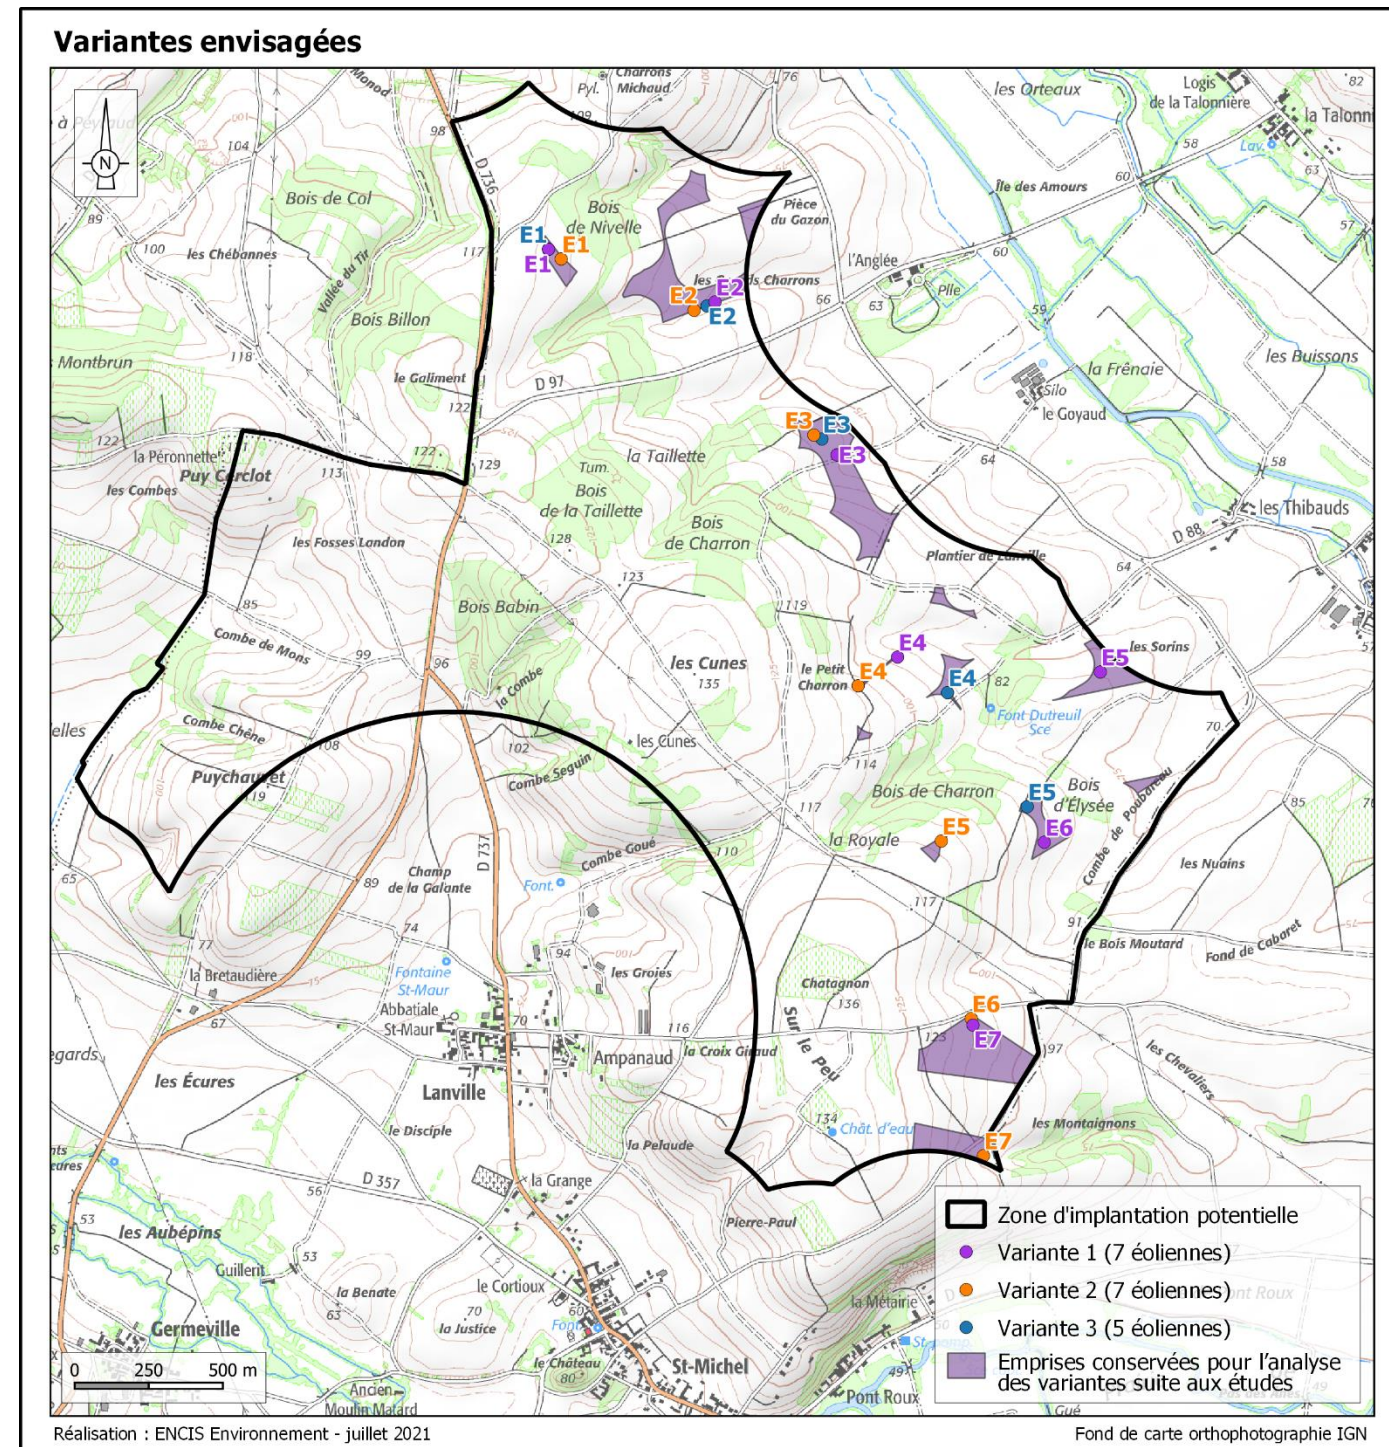 Variantes envisagées
Monod
Charrons
Michaud
Pyl.
109
98
76
les Orteaux
Logis
de la Talonnière
82
la Talonn
à Péyraud
104
D 736
58
Lav.
Bois de Col
Bois
de Nivelle
Pièce
du Gazon
Île des Amours
60
63
89
100
les Chébannes
Vallée du Tir
117
E1
E1
E1
l'Anglée
60
57
N
les G ds Charrons
E2
E2
E2
66
63
Plle
59
Bois Billon
les Buissons
Montbrun
118
le Galiment
D 97
la Frênaie
Silo
le Goyaud
122
122
la Péronnette
Puy Cerclot
113
122
129
les Combes
E3
E3
E3
la Taillette
64
58
Tum.
Bois
de la Taillette
les Thibauds
les Fosses Landon
128
Bois
de Charron
D 88
Plantier de Lanville
64
123
Bois Babin
119
85
Combe de Mons
99
96
les Cunes
135
le Petit
Charron
E4
E4
E4
82
les Sorins
E5
57
la Combe
Font Dutreuil
Sce
70
elles
Combe Chêne
108
102
les Cunes
Combe Seguin
114
Puychauvet
119
Bois de Charron
Bois
d'Élysée
E5
E6
Combe de Poubareau
85
117
la Royale
E5
D 737
Combe Goué
110
65
Champ
de la Galante
89
Font.
les Nuains
117
91
74
77
le Bois Moutard
Fond de Cabaret
la Bretaudière
Fontaine
St-Maur
94
les Groies
Chatagnon
136
67
Abbatiale
St-Maur
70
116
Sur le Peu
E6
E7
123
egards
Ampanaud
la Croix Giraud
97
les Chevaliers
les Écures
Lanville
134
Chât. d'eau
les Montaignons
le Disciple
la Pelaude
E7
D 357
la Grange
56
53
Pierre-Paul
les Aubépins
53
Guillerit
le Cortioux
la Benate
63
70
la Justice
60
Font.
la Métairie
Germeville
le Château
80
St-Michel
49
Pont Roux
Ancien
Moulin Matard
Gué
49
Zone d'implantation potentielle
Variante 1 (7 éoliennes)
Variante 2 (7 éoliennes)
Variante 3 (5 éoliennes)
Emprises conservées pour l'analyse
des variantes suite aux études
0 250 500 m
Réalisation : ENCIS Environnement - juillet 2021
Fond de carte orthophotographie IGN